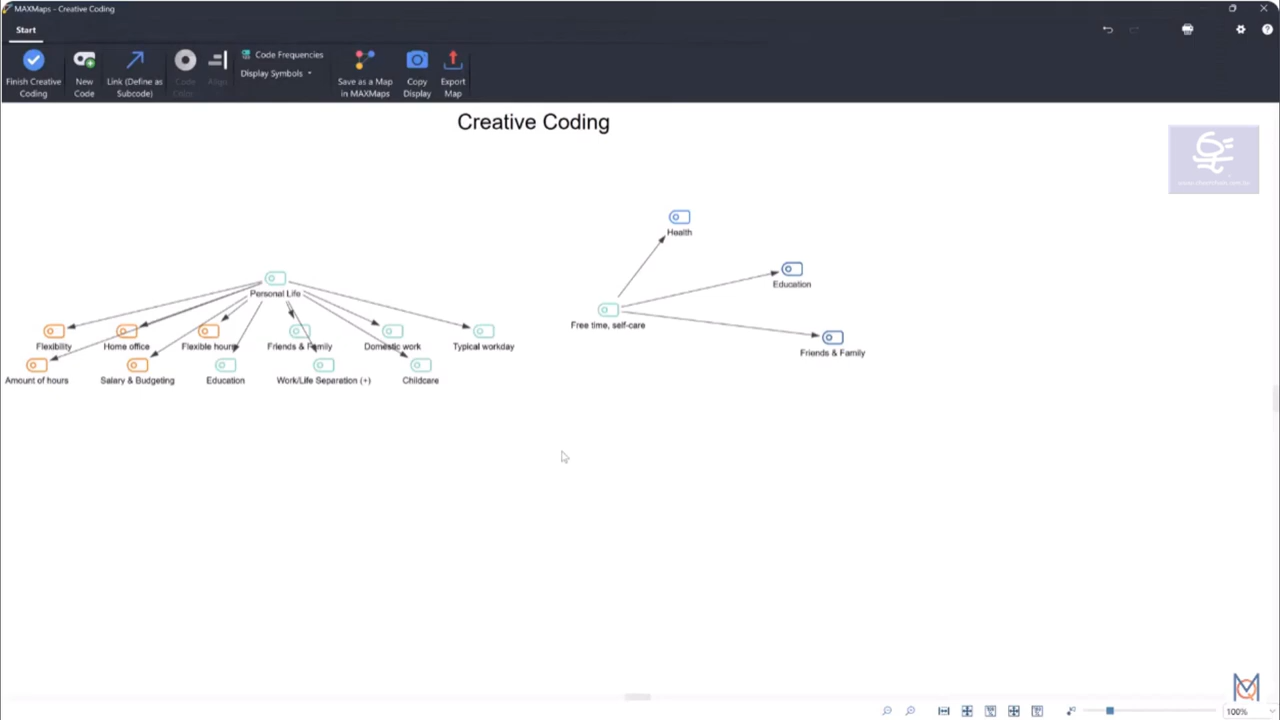 MAXMaps - Creative Coding
Start
Finish Creative Coding
New Code
Link (Define as Subcode)
Code Color
Align
Code Frequencies
Display Symbols
Save as a Map in MAXMaps
Copy Display
Export Map
Creative Coding
Health
Education
Free time, self-care
Friends & Family
Personal Life
Flexibility
Home office
Flexible hours
Friends & Family
Domestic work
Typical workday
Amount of hours
Salary & Budgeting
Education
Work/Life Separation (+)
Childcare
100%